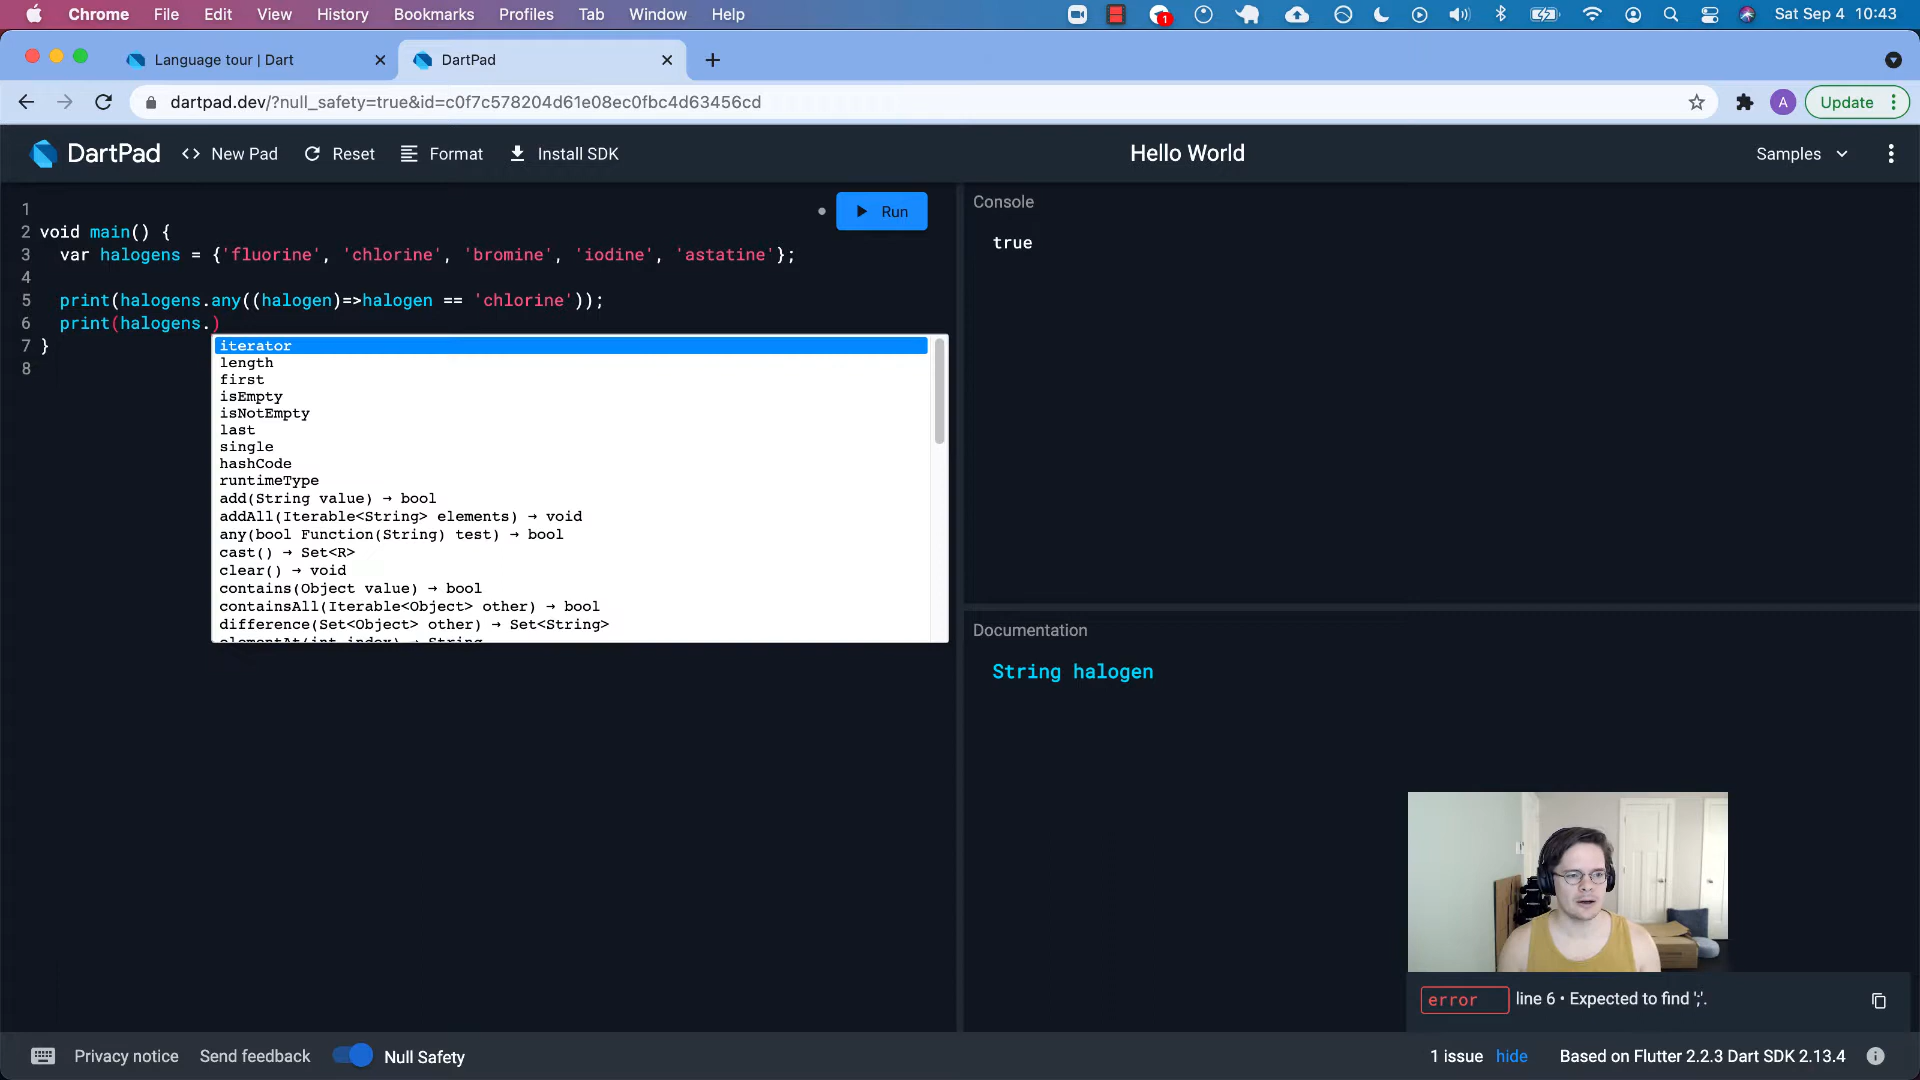 Chrome File Edit View History Bookmarks Profiles Tab Window Help 1 Sat Sep 4 10:43
Language tour | Dart DartPad
dartpad.dev/?null_safety=true&id=c0f7c578204d61e08ec0fbc4d63456cd A Update
DartPad <> New Pad Reset Format Install SDK Hello World Samples
Run
Console
true
1
2 void main() {
3 var halogens = {'fluorine', 'chlorine', 'bromine', 'iodine', 'astatine'};
4
5 print(halogens.any((halogen)=>halogen == 'chlorine'));
6 print(halogens.)
7 }
8
iterator
length
first
isEmpty
isNotEmpty
last
single
hashCode
runtimeType
add(String value) → bool
addAll(Iterable<String> elements) → void
any(bool Function(String) test) → bool
cast() → Set<R>
clear() → void
contains(Object value) → bool
containsAll(Iterable<Object> other) → bool
difference(Set<Object> other) → Set<String>
elementAt(int index) → String
Documentation
String halogen
error line 6 • Expected to find ';'.
Privacy notice Send feedback Null Safety 1 issue hide Based on Flutter 2.2.3 Dart SDK 2.13.4